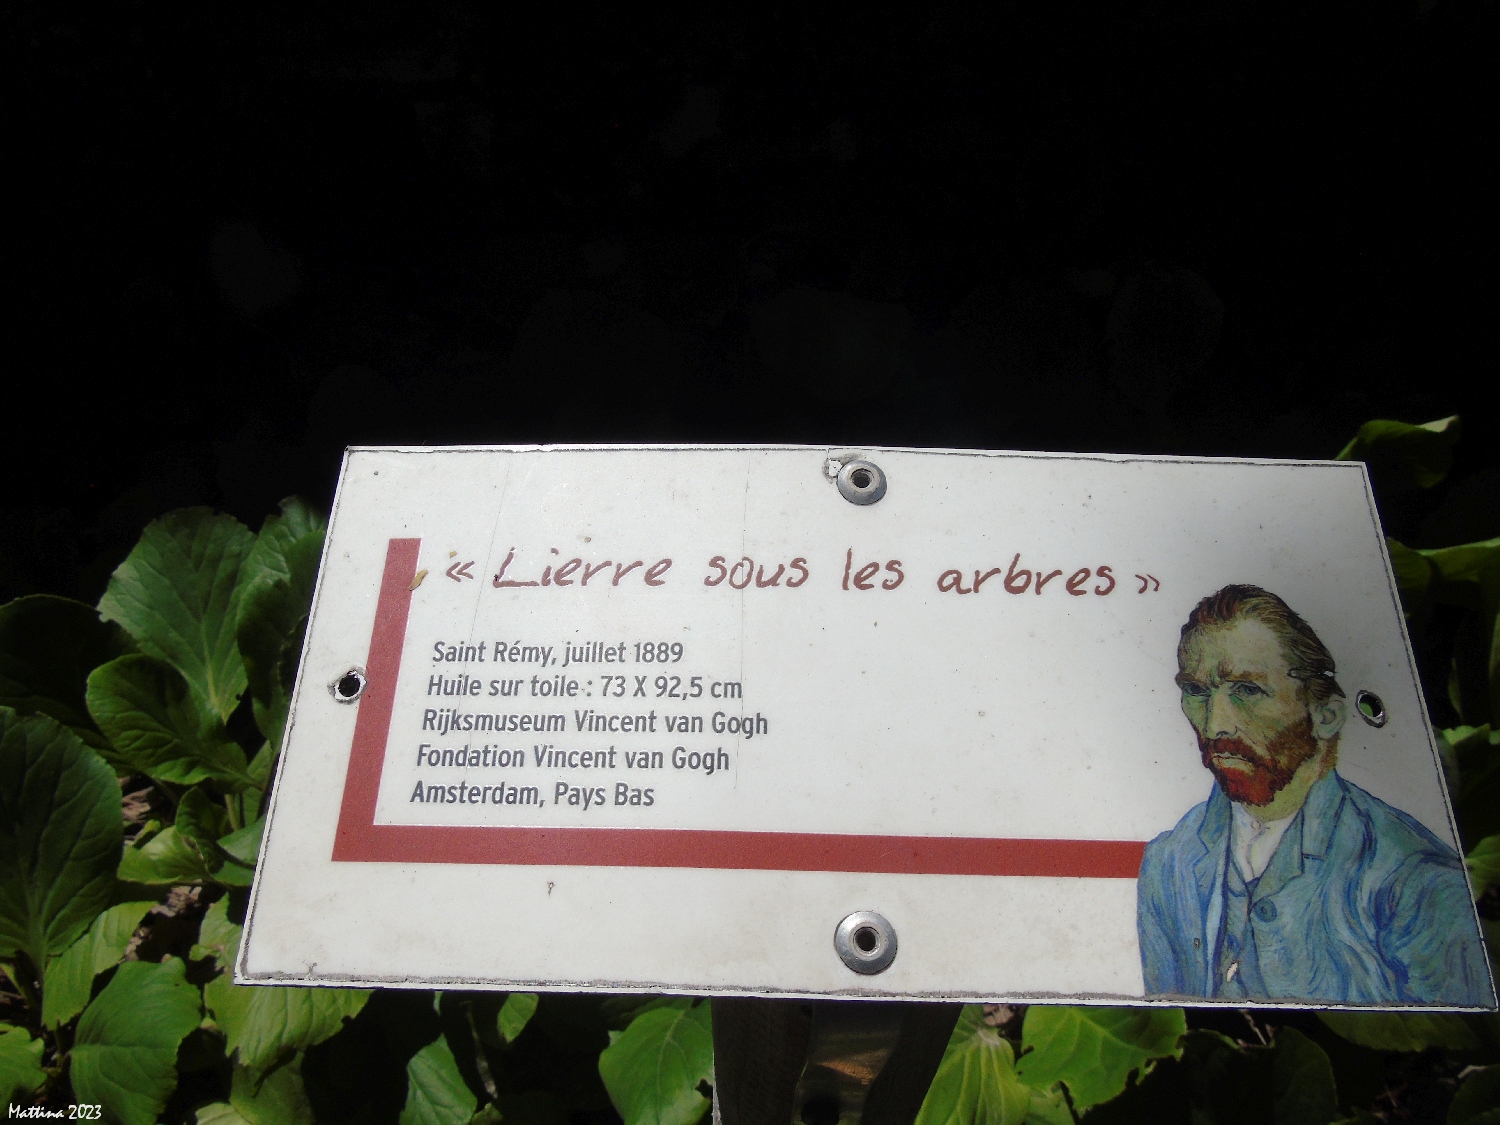 « Lierre sous les arbres »
Saint Rémy, juillet 1889
Huile sur toile : 73 X 92,5 cm
Rijksmuseum Vincent van Gogh
Fondation Vincent van Gogh
Amsterdam, Pays Bas
Mattina 2023